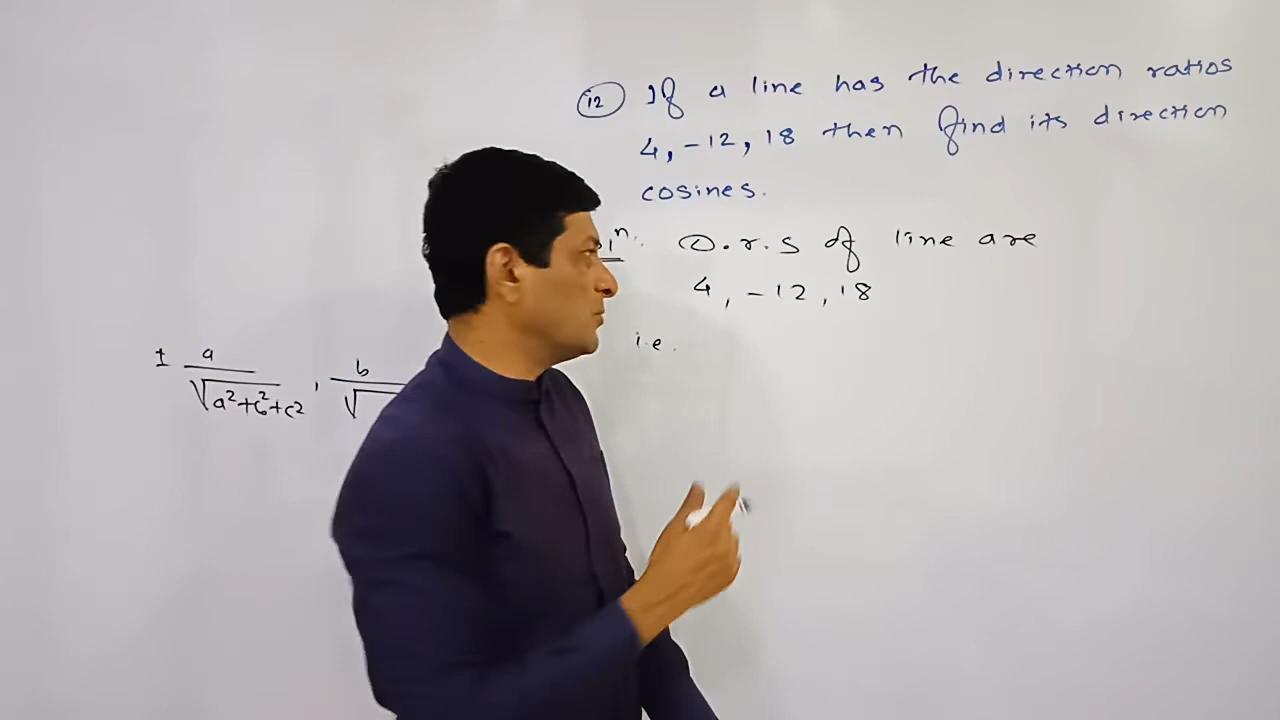 12 If a line has the direction ratios
4, -12, 18 then find its direction
cosines.
D.r.s of line are
4, -12, 18
i.e.
± a/√a²+b²+c², b/√